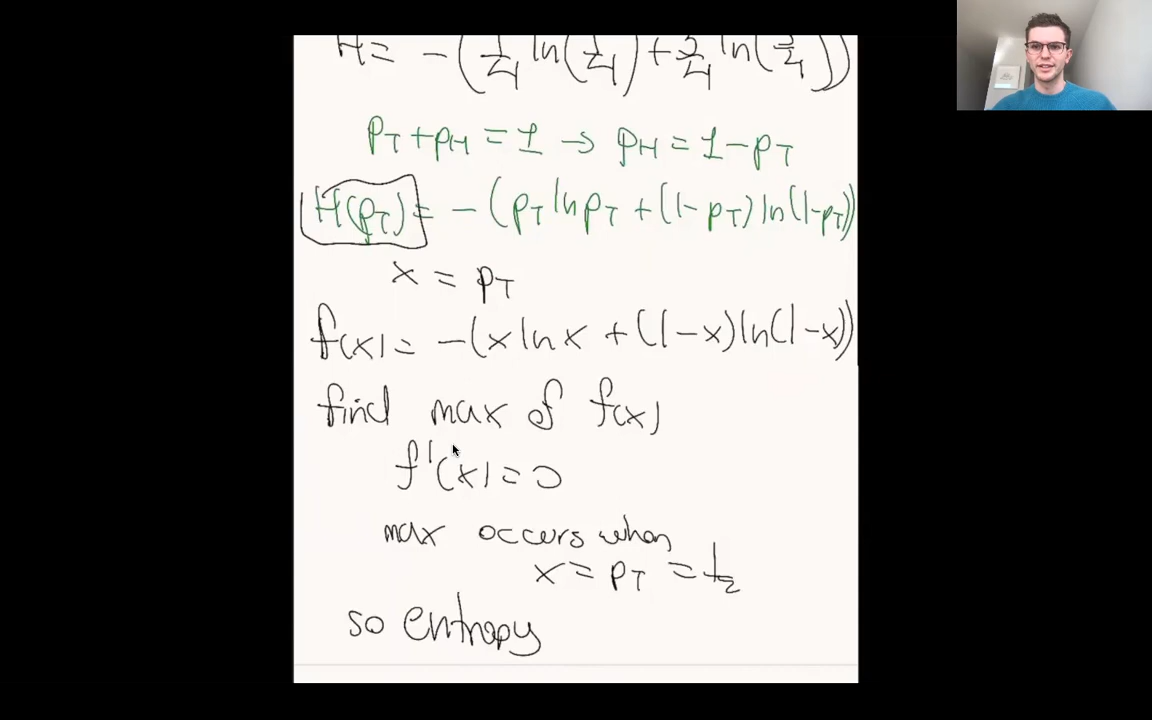 H = -(1/4 ln(1/4) + 3/4 ln(3/4))
pT + pH = 1 → pH = 1 - pT
H(pT) = -(pT ln pT + (1 - pT) ln(1 - pT))
x = pT
f(x) = -(x ln x + (1 - x) ln(1 - x))
find max of f(x)
f'(x) = 0
max occurs when
x = pT = 1/2
so entropy